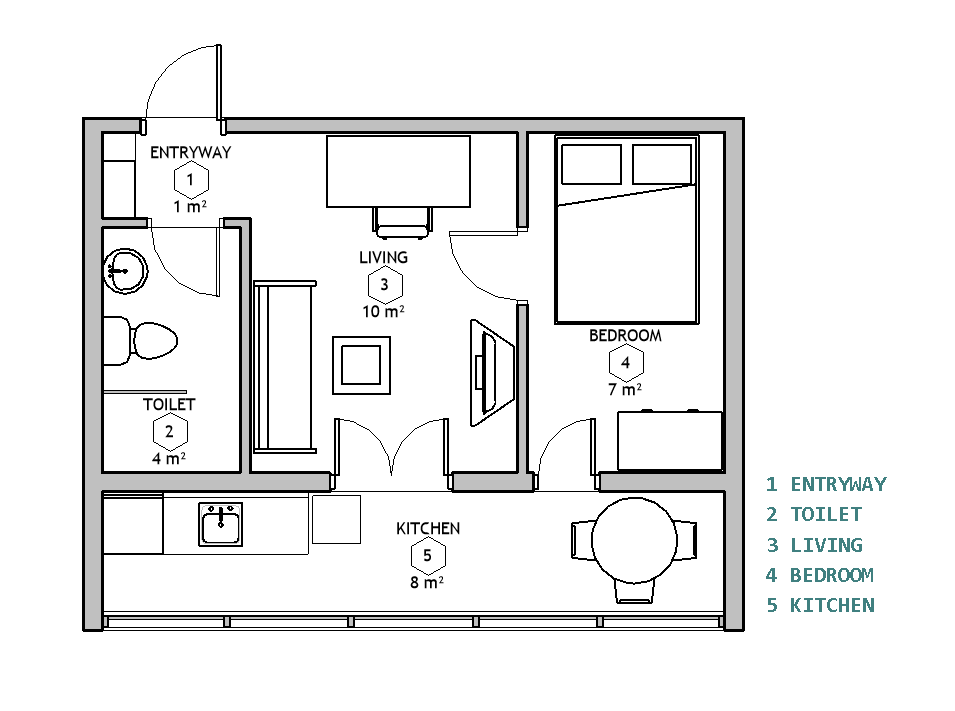 ENTRYWAY
1
1 m²
LIVING
3
10 m²
BEDROOM
4
7 m²
TOILET
2
4 m²
KITCHEN
5
8 m²
1 ENTRYWAY
2 TOILET
3 LIVING
4 BEDROOM
5 KITCHEN